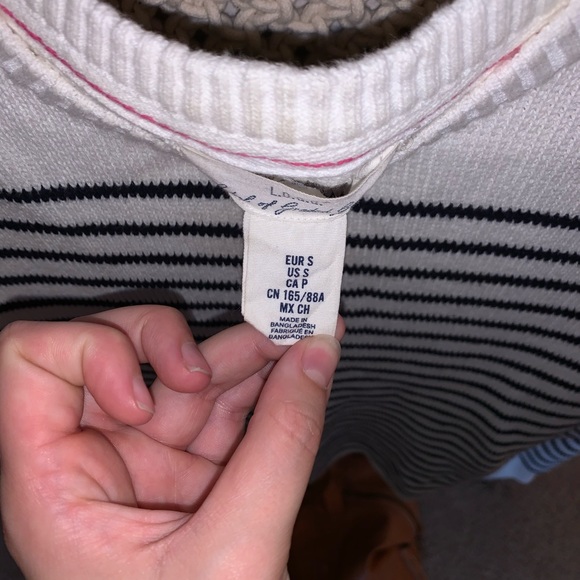 L.O.G.G.
EUR S
US S
CA P
CN 165/88A
MX CH
MADE IN
BANGLADESH
FABRIQUÉ EN
BANGLADESH